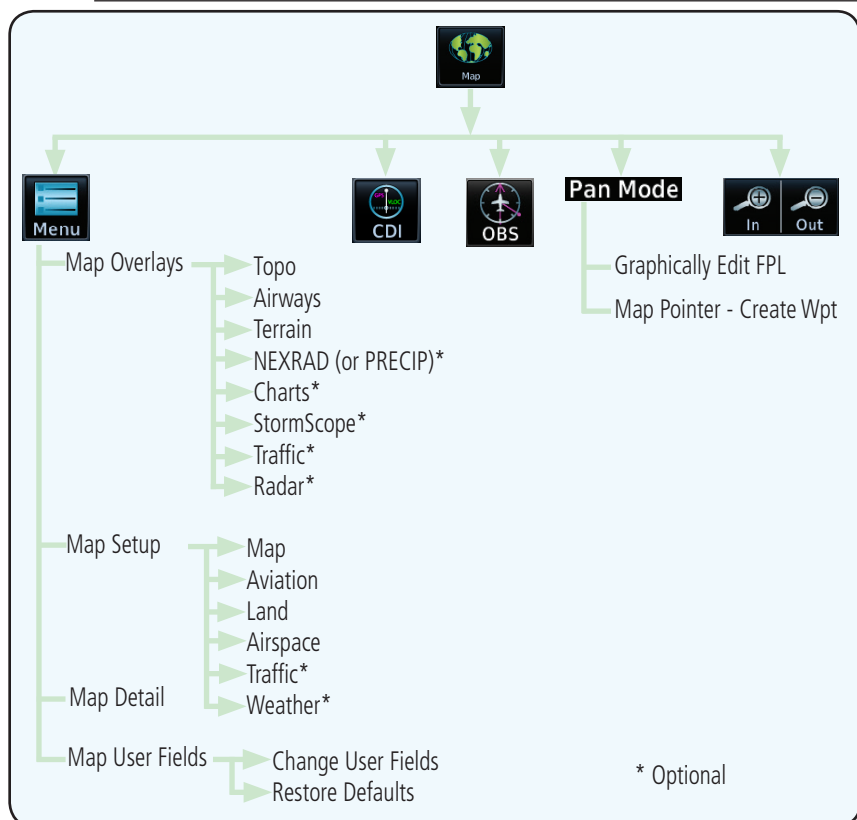 Map
Menu
GPS
VLOC
CDI
OBS
Pan Mode
In
Out
Map Overlays
Topo
Airways
Terrain
NEXRAD (or PRECIP)*
Charts*
StormScope*
Traffic*
Radar*
Graphically Edit FPL
Map Pointer - Create Wpt
Map Setup
Map
Aviation
Land
Airspace
Traffic*
Weather*
Map Detail
Map User Fields
Change User Fields
Restore Defaults
* Optional